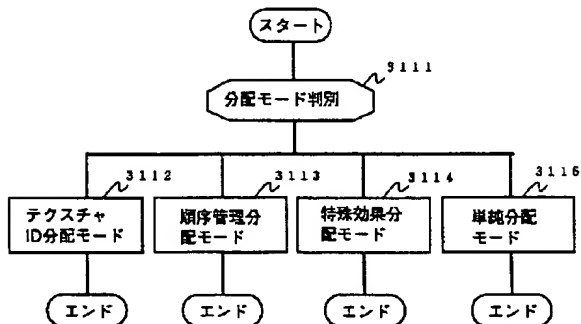 スタート
3111
分配モード判別
3112
3113
3114
3115
テクスチャ
ID分配モード
順序管理分
配モード
特殊効果分
配モード
単純分配
モード
エンド
エンド
エンド
エンド